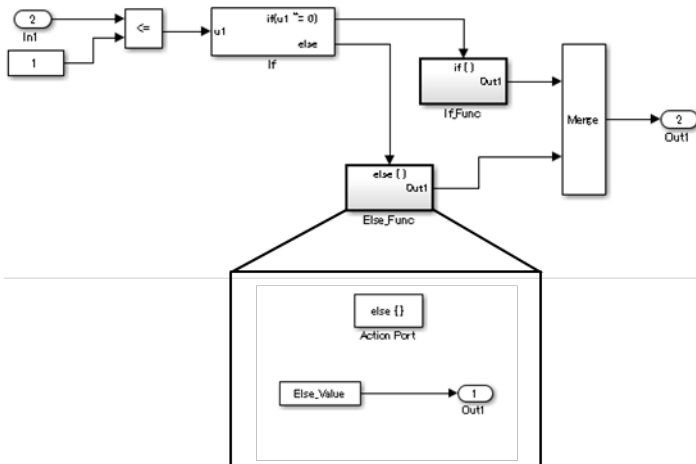 2
In1
1
<=
u1
if(u1 ~= 0)
else
If
if { }
Out1
If_Func
else { }
Out1
Else_Func
Merge
2
Out1
else {}
Action Port
Else_Value
1
Out1